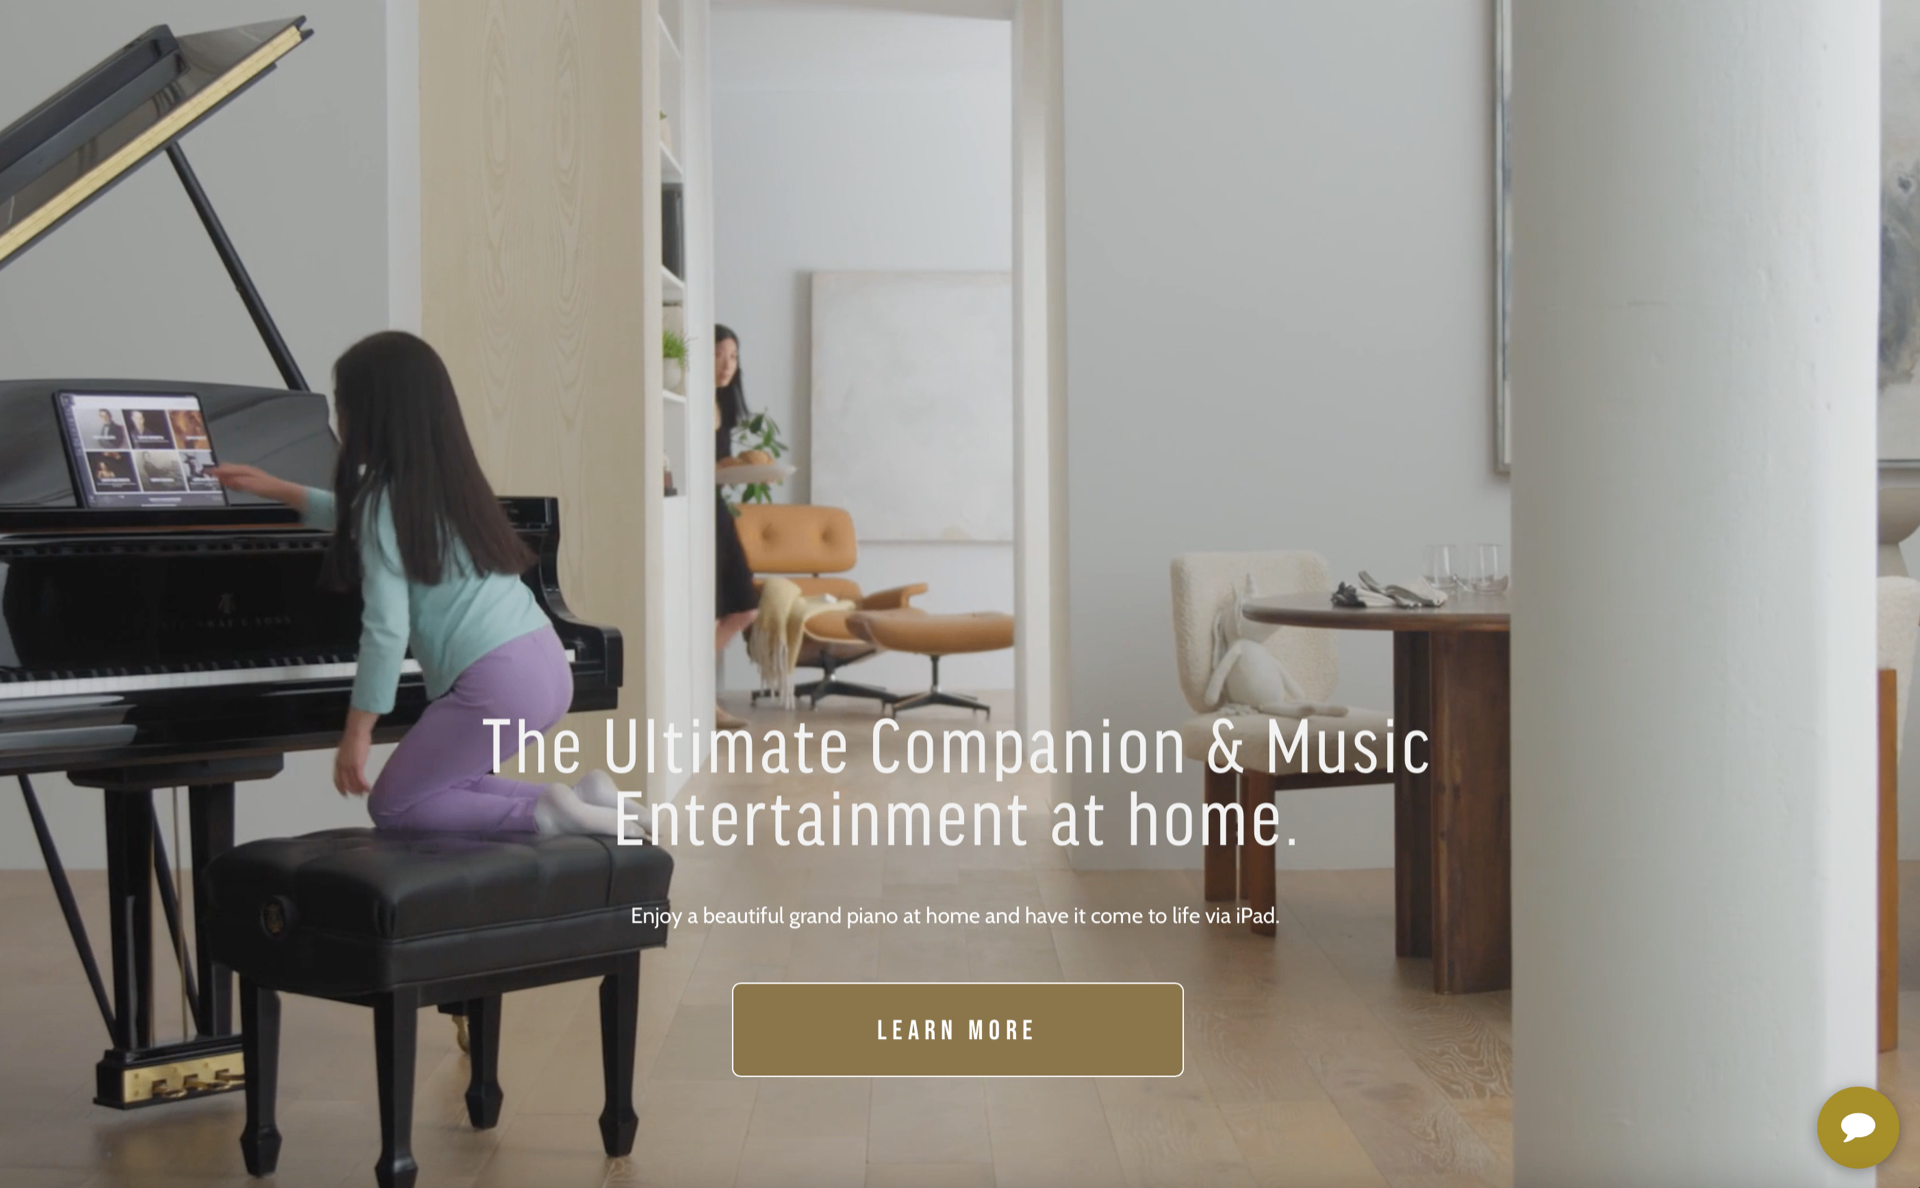 The Ultimate Companion & Music
Entertainment at home.
Enjoy a beautiful grand piano at home and have it come to life via iPad.
LEARN MORE